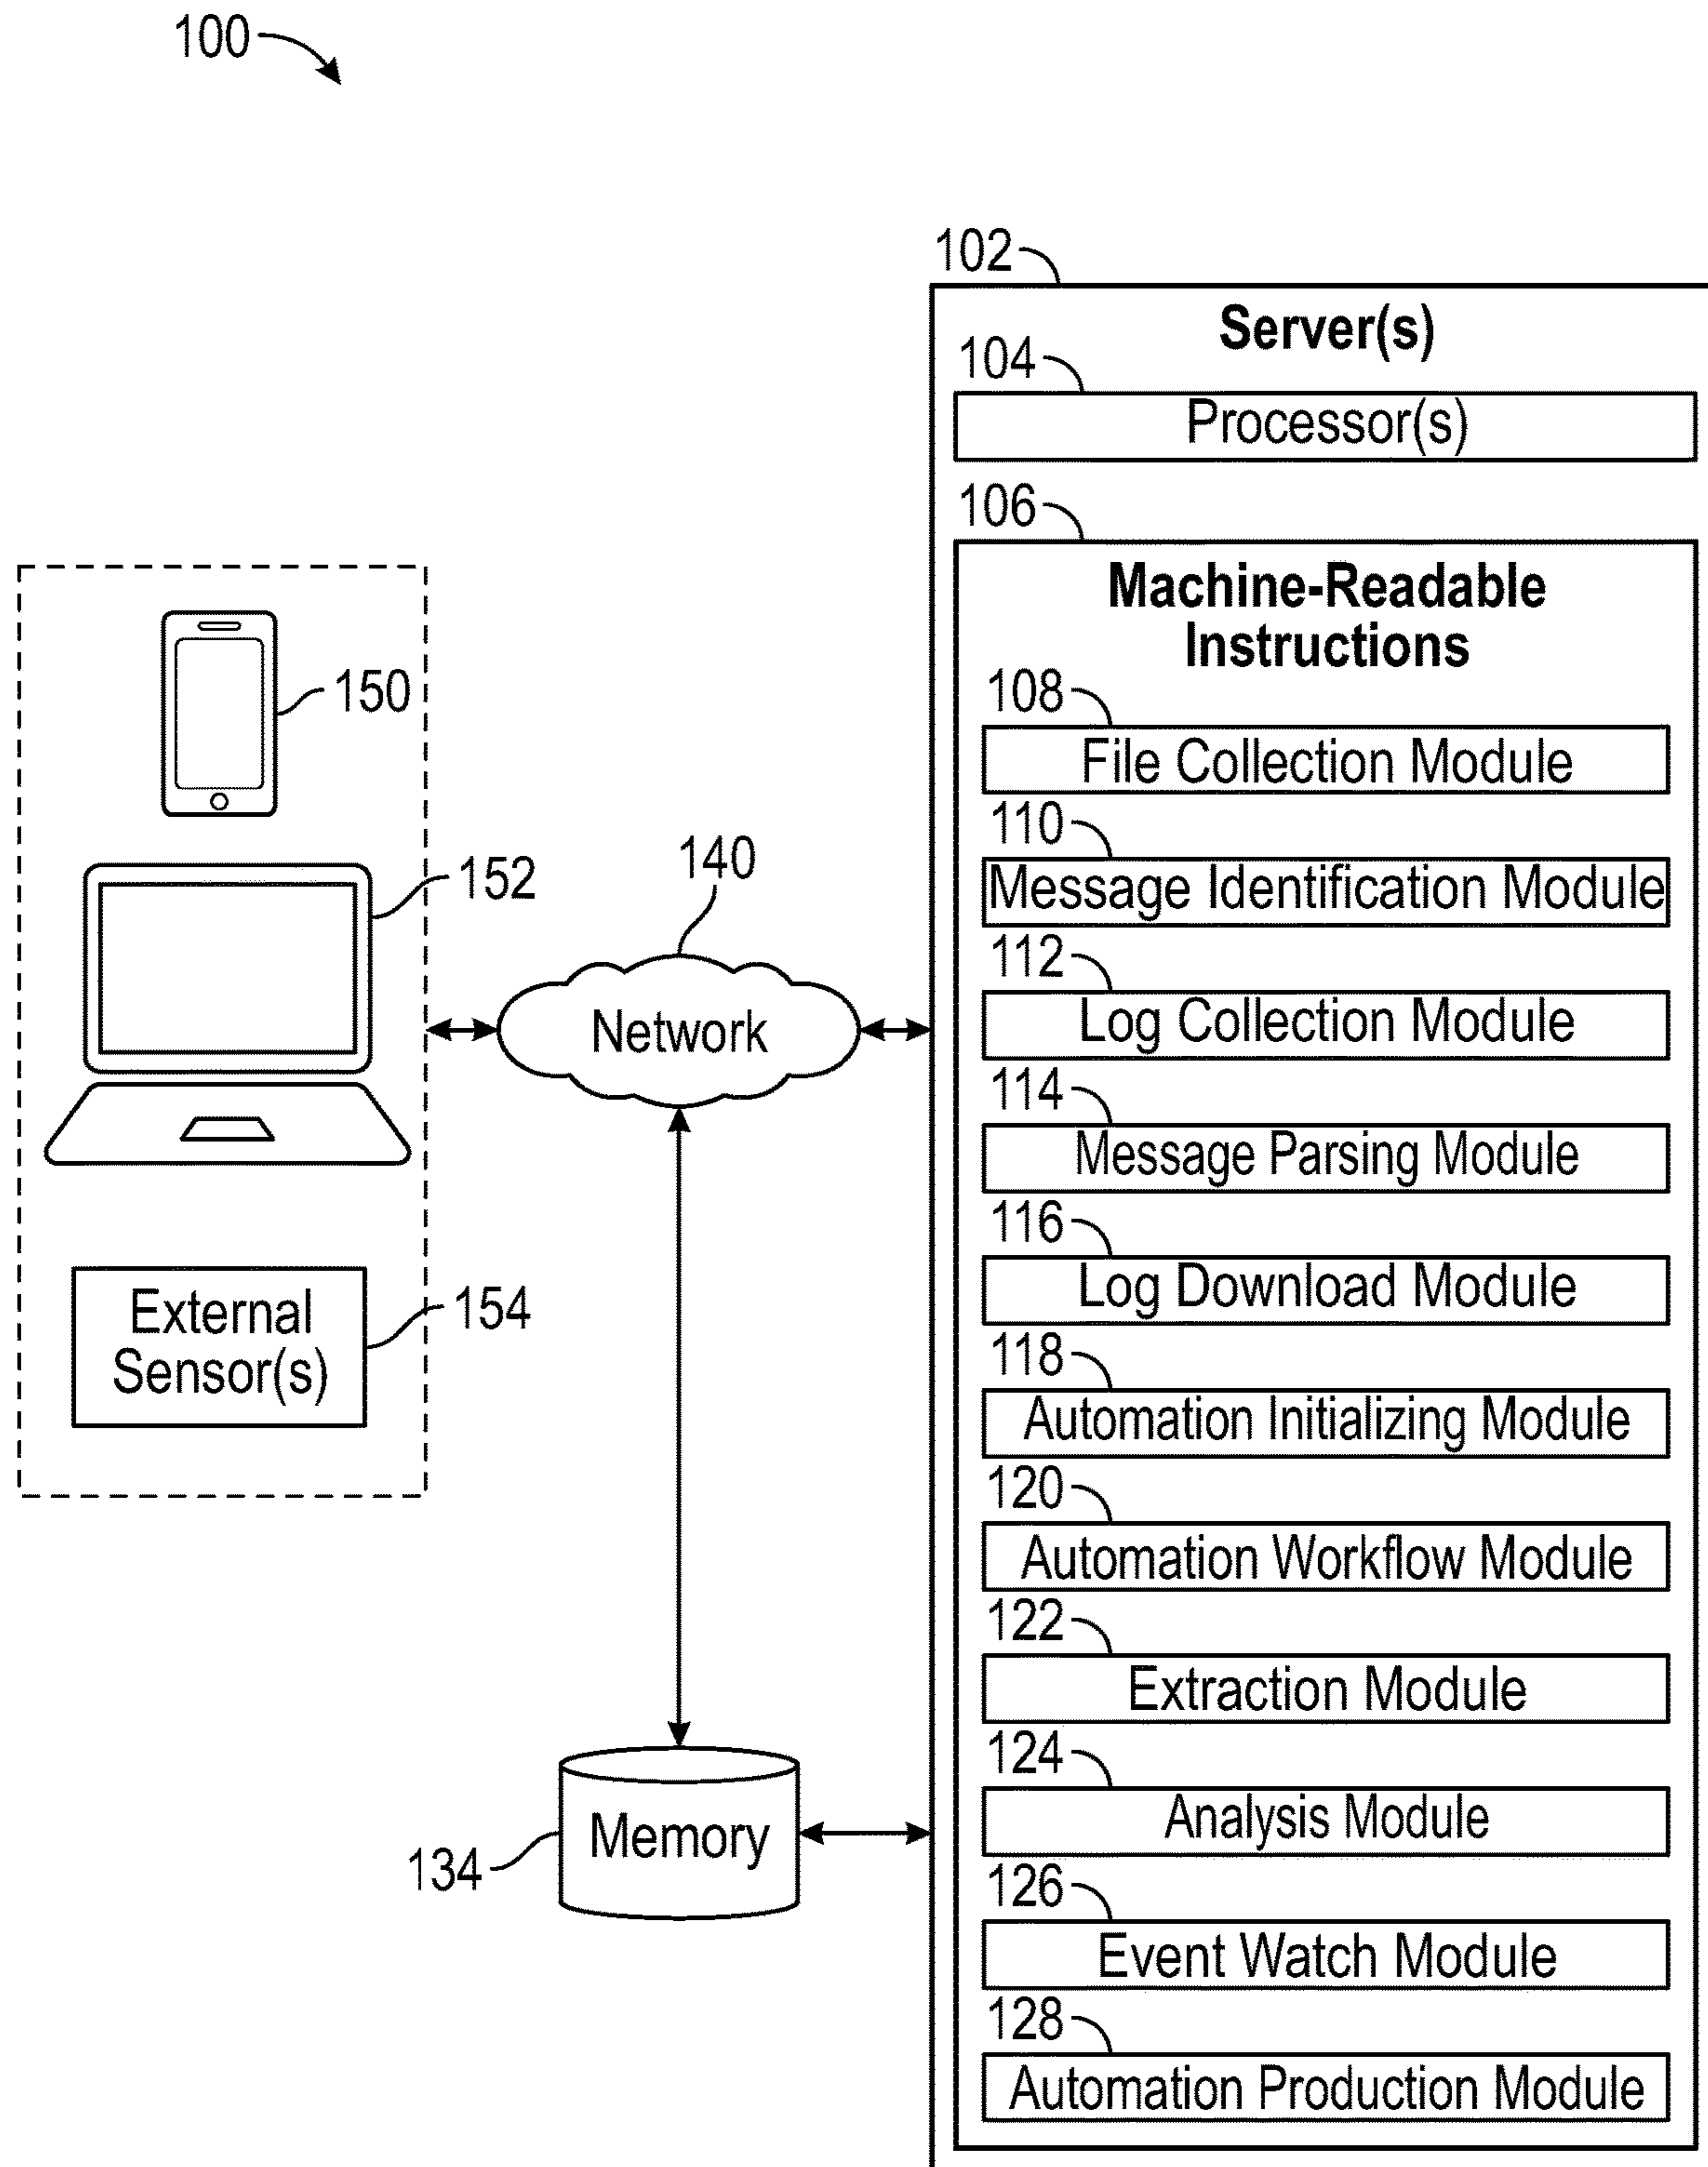 100
102
Server(s)
104
Processor(s)
106
Machine-Readable
Instructions
108
File Collection Module
110
Message Identification Module
112
Log Collection Module
114
Message Parsing Module
116
Log Download Module
118
Automation Initializing Module
120
Automation Workflow Module
122
Extraction Module
124
Analysis Module
126
Event Watch Module
128
Automation Production Module
150
152
External
Sensor(s)
154
140
Network
Memory
134